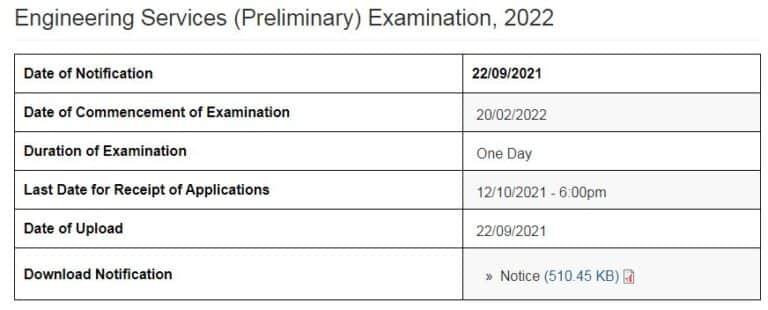 Engineering Services (Preliminary) Examination, 2022
Date of Notification 22/09/2021
Date of Commencement of Examination 20/02/2022
Duration of Examination One Day
Last Date for Receipt of Applications 12/10/2021 - 6:00pm
Date of Upload 22/09/2021
Download Notification » Notice (510.45 KB)